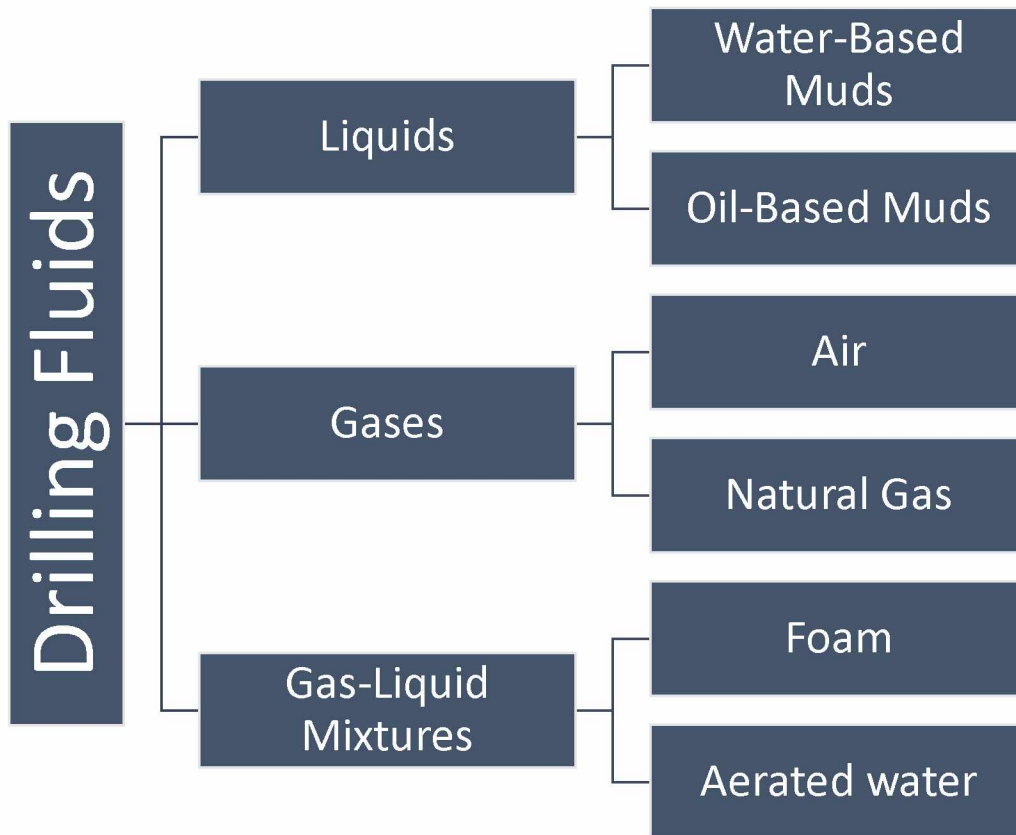 Drilling Fluids
Liquids
Water-Based
Muds
Oil-Based Muds
Gases
Air
Natural Gas
Gas-Liquid
Mixtures
Foam
Aerated water